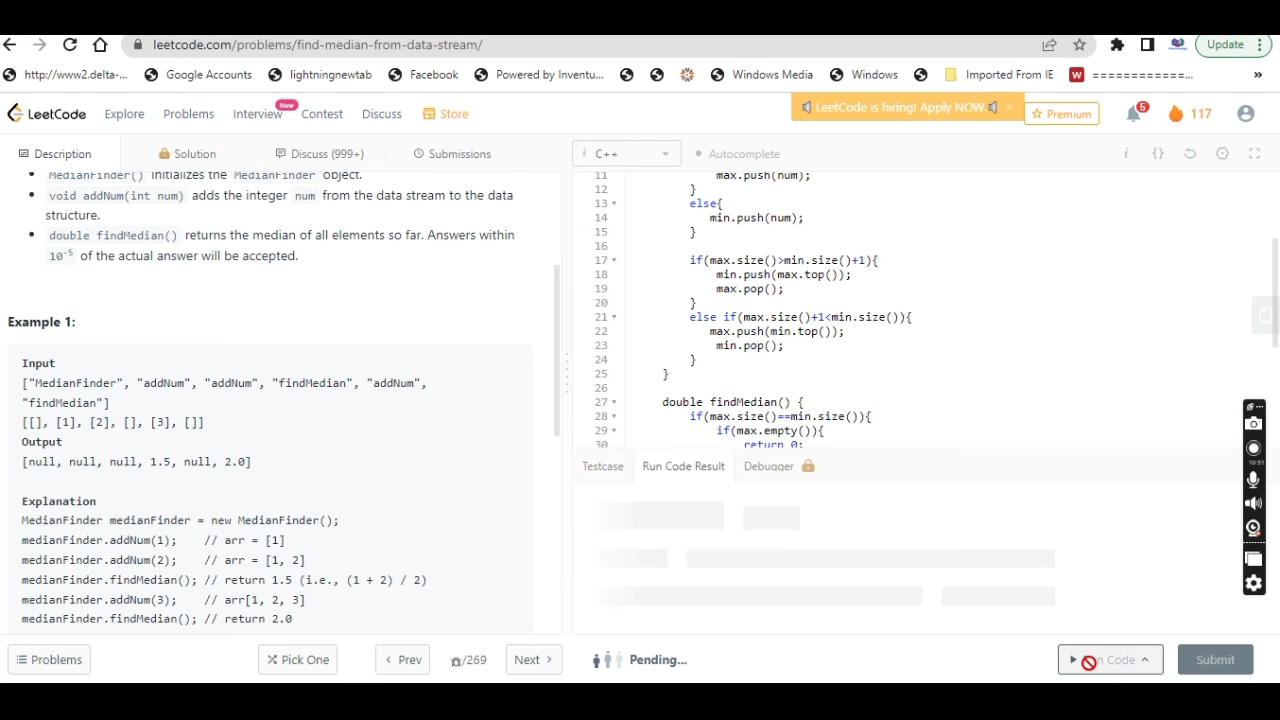 leetcode.com/problems/find-median-from-data-stream/
Update
http://www2.delta-...
Google Accounts
lightningnewtab
Facebook
Powered by Inventu...
Windows Media
Windows
Imported From IE
W
============...
»
LeetCode
Explore
Problems
Interview
New
Contest
Discuss
Store
LeetCode is hiring! Apply NOW.
×
Premium
5
117
Description
Solution
Discuss (999+)
Submissions
i C++
Autocomplete
i {}
MedianFinder() initializes the MedianFinder object.
void addNum(int num) adds the integer num from the data stream to the data
structure.
double findMedian() returns the median of all elements so far. Answers within
10-5 of the actual answer will be accepted.
Example 1:
Input
["MedianFinder", "addNum", "addNum", "findMedian", "addNum",
"findMedian"]
[[], [1], [2], [], [3], []]
Output
[null, null, null, 1.5, null, 2.0]
Explanation
MedianFinder medianFinder = new MedianFinder();
medianFinder.addNum(1); // arr = [1]
medianFinder.addNum(2); // arr = [1, 2]
medianFinder.findMedian(); // return 1.5 (i.e., (1 + 2) / 2)
medianFinder.addNum(3); // arr[1, 2, 3]
medianFinder.findMedian(); // return 2.0
11 max.push(num);
12 }
13 else{
14 min.push(num);
15 }
16
17 if(max.size()>min.size()+1){
18 min.push(max.top());
19 max.pop();
20 }
21 else if(max.size()+1<min.size()){
22 max.push(min.top());
23 min.pop();
24 }
25 }
26
27 double findMedian() {
28 if(max.size()==min.size()){
29 if(max.empty()){
30 return 0;
Testcase
Run Code Result
Debugger
10:51
Problems
Pick One
Prev
/269
Next
Pending...
Code
Submit